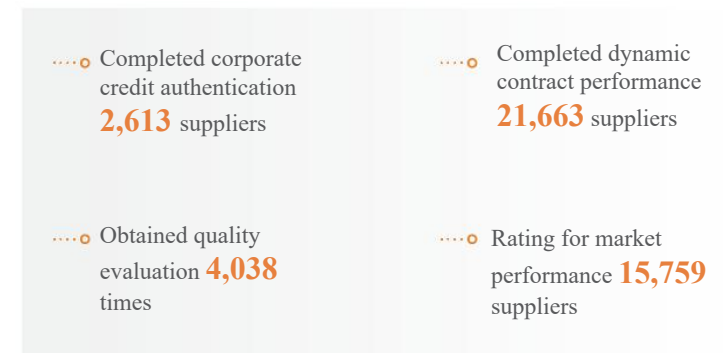 Completed corporate
credit authentication
2,613 suppliers
Completed dynamic
contract performance
21,663 suppliers
Obtained quality
evaluation 4,038
times
Rating for market
performance 15,759
suppliers